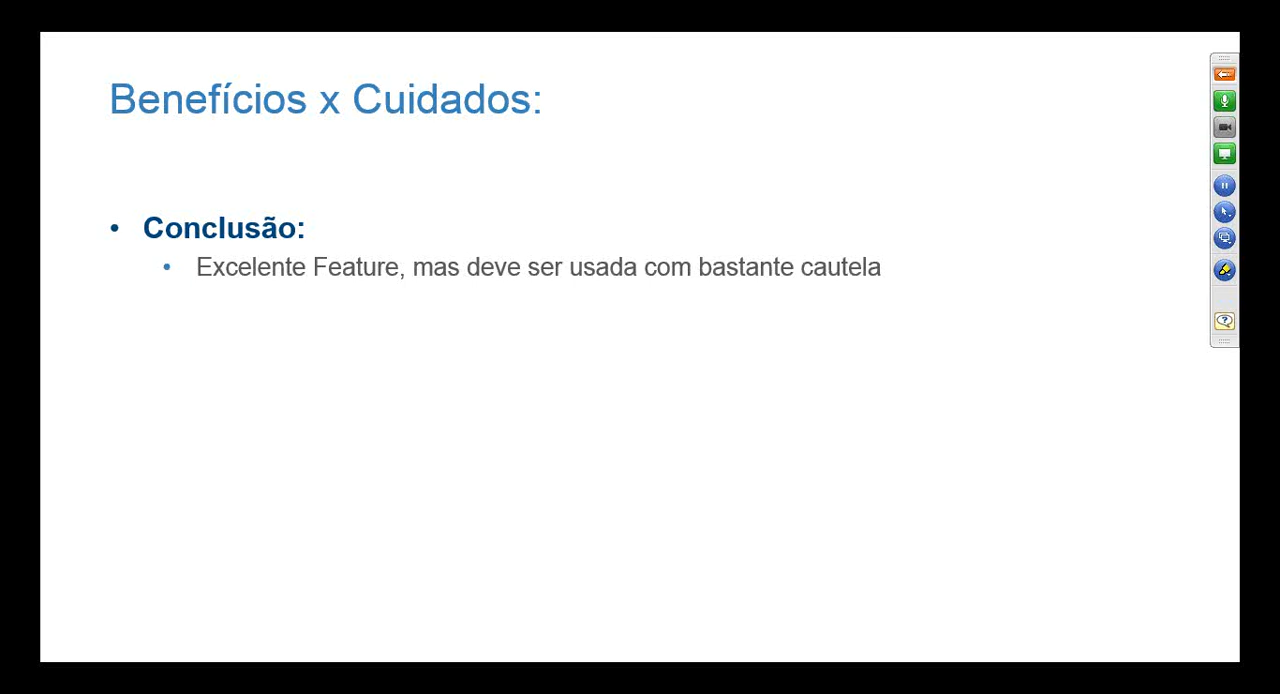 Benefícios x Cuidados:
• Conclusão:
• Excelente Feature, mas deve ser usada com bastante cautela